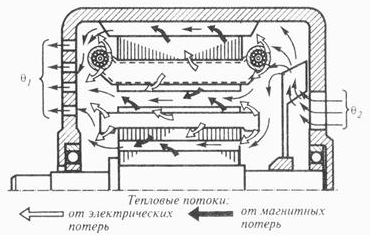 θ1
θ2
Тепловые потоки:
от электрических
потерь
от магнитных
потерь